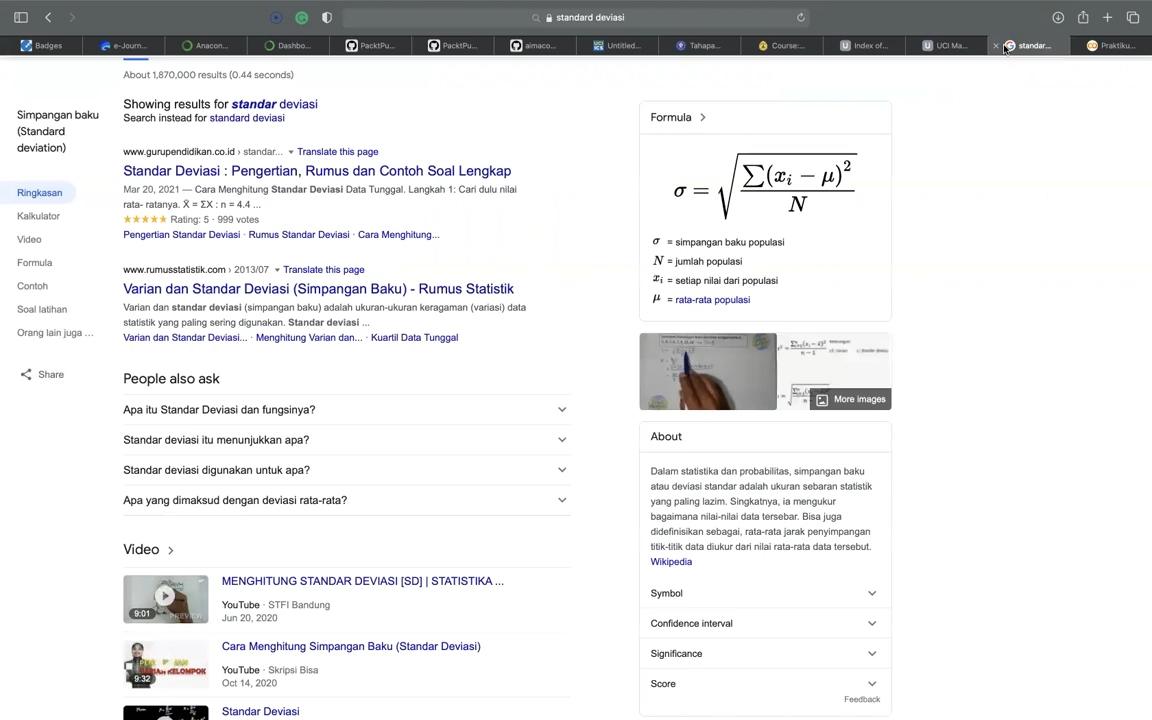 standard deviasi
Badges
e-Journ...
Anacon...
Dashbo...
PacktPu...
PacktPu...
aimaco...
Untitled...
Tahapa...
Course:...
Index of...
UCI Ma...
standar...
Praktiku...
About 1,870,000 results (0.44 seconds)
Simpangan baku
(Standard
deviation)
Ringkasan
Kalkulator
Video
Formula
Contoh
Soal latihan
Orang lain juga ...
Share
Showing results for standar deviasi
Search instead for standard deviasi
www.gurupendidikan.co.id › standar... Translate this page
Standar Deviasi : Pengertian, Rumus dan Contoh Soal Lengkap
Mar 20, 2021 — Cara Menghitung Standar Deviasi Data Tunggal. Langkah 1: Cari dulu nilai
rata- ratanya. X̄ = ΣX : n = 4.4 ...
Rating: 5 · 999 votes
Pengertian Standar Deviasi · Rumus Standar Deviasi · Cara Menghitung...
www.rumusstatistik.com › 2013/07 Translate this page
Varian dan Standar Deviasi (Simpangan Baku) - Rumus Statistik
Varian dan standar deviasi (simpangan baku) adalah ukuran-ukuran keragaman (variasi) data
statistik yang paling sering digunakan. Standar deviasi ...
Varian dan Standar Deviasi... · Menghitung Varian dan... · Kuartil Data Tunggal
People also ask
Apa itu Standar Deviasi dan fungsinya?
Standar deviasi itu menunjukkan apa?
Standar deviasi digunakan untuk apa?
Apa yang dimaksud dengan deviasi rata-rata?
Video
9:01
PREVIEW
MENGHITUNG STANDAR DEVIASI [SD] | STATISTIKA ...
YouTube · STFI Bandung
Jun 20, 2020
9:32
Cara Menghitung Simpangan Baku (Standar Deviasi)
YouTube · Skripsi Bisa
Oct 14, 2020
Standar Deviasi
Formula
σ = √(∑(xᵢ − μ)² / N)
σ = simpangan baku populasi
N = jumlah populasi
xᵢ = setiap nilai dari populasi
μ = rata-rata populasi
More images
About
Dalam statistika dan probabilitas, simpangan baku
atau deviasi standar adalah ukuran sebaran statistik
yang paling lazim. Singkatnya, ia mengukur
bagaimana nilai-nilai data tersebar. Bisa juga
didefinisikan sebagai, rata-rata jarak penyimpangan
titik-titik data diukur dari nilai rata-rata data tersebut.
Wikipedia
Symbol
Confidence interval
Significance
Score
Feedback